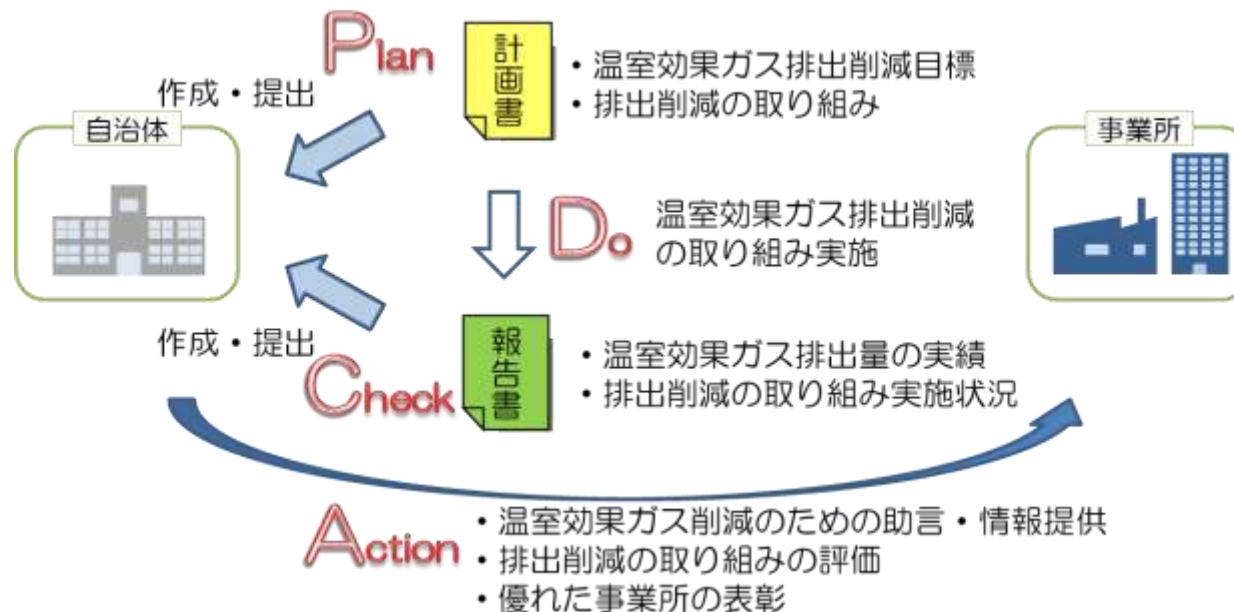 Plan
計画書
・温室効果ガス排出削減目標
・排出削減の取り組み
作成・提出
自治体
事業所
Do
温室効果ガス排出削減
の取り組み実施
作成・提出
Check
報告書
・温室効果ガス排出量の実績
・排出削減の取り組み実施状況
Action
・温室効果ガス削減のための助言・情報提供
・排出削減の取り組みの評価
・優れた事業所の表彰